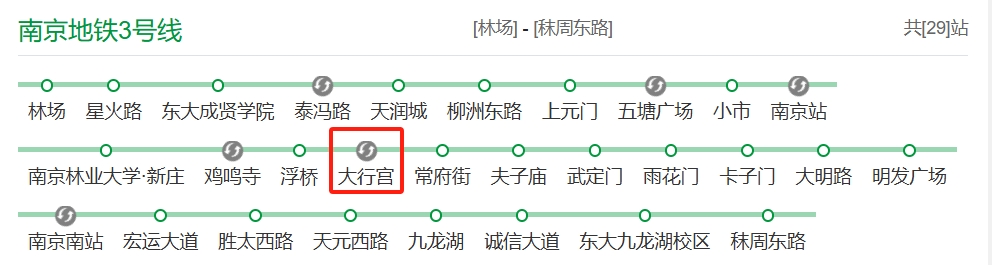 南京地铁3号线 [林场] - [秣周东路] 共[29]站
林场 星火路 东大成贤学院 泰冯路 天润城 柳洲东路 上元门 五塘广场 小市 南京站
南京林业大学·新庄 鸡鸣寺 浮桥 大行宫 常府街 夫子庙 武定门 雨花门 卡子门 大明路 明发广场
南京南站 宏运大道 胜太西路 天元西路 九龙湖 诚信大道 东大九龙湖校区 秣周东路